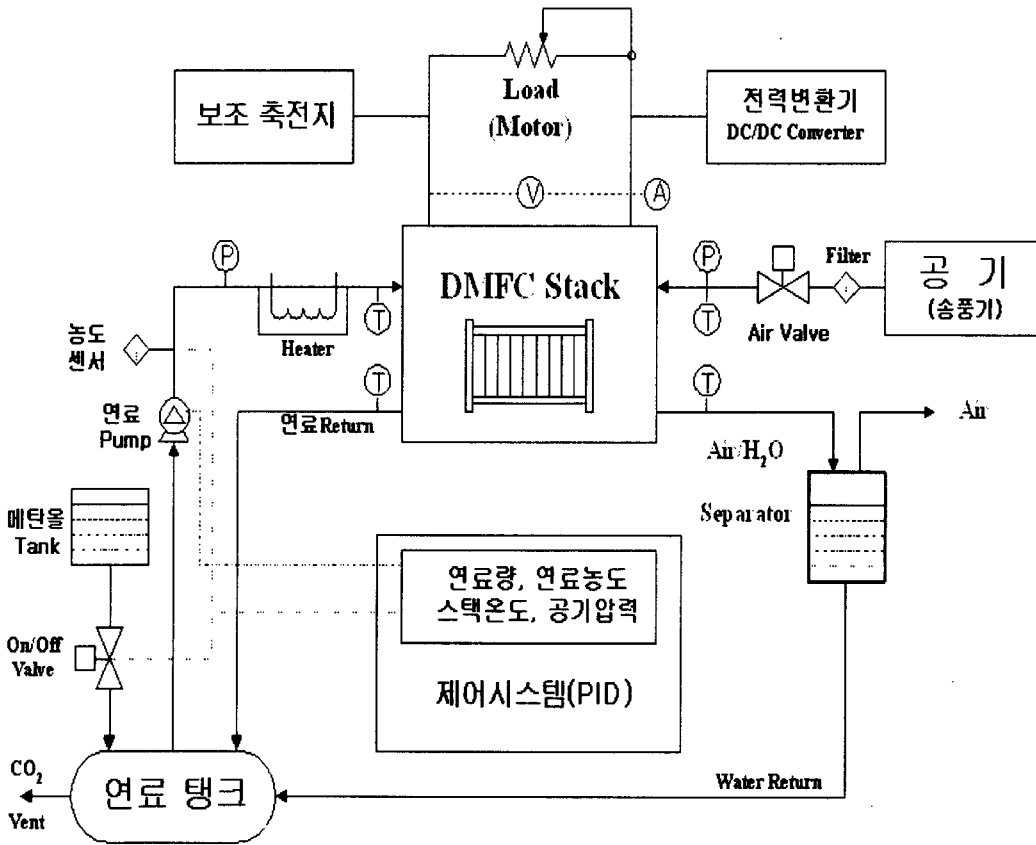 보조 축전지
Load
(Motor)
전력변환기
DC/DC Converter
V
A
P
P
Filter
공 기
(송풍기)
DMFC Stack
T
T
Air Valve
농도
센서
Heater
T
T
연료
Pump
연료 Return
Air
Air/H₂O
메탄올
Tank
Separator
연료량, 연료농도
스택온도, 공기압력
On/Off
Valve
제어시스템(PID)
CO₂
Vent
연료 탱크
Water Return